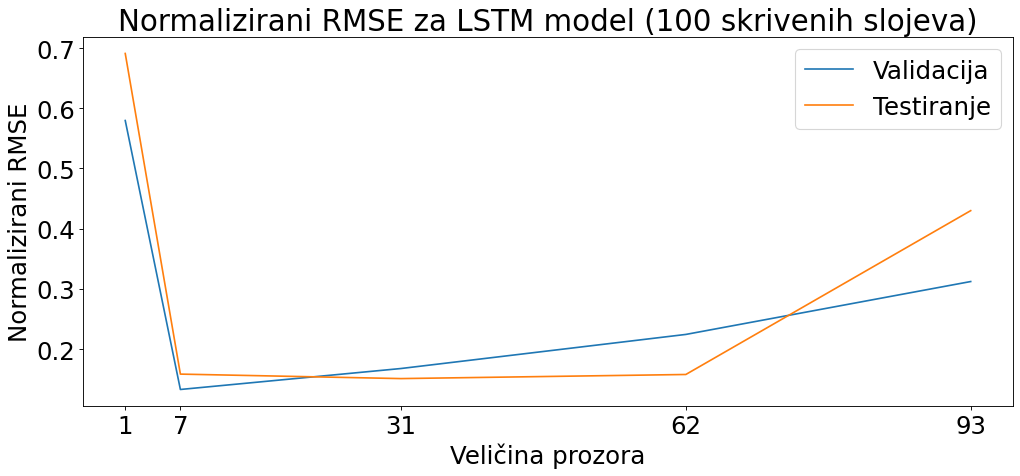 Normalizirani RMSE za LSTM model (100 skrivenih slojeva)
Normalizirani RMSE
0.7
0.6
0.5
0.4
0.3
0.2
Validacija
Testiranje
1 7 31 62 93
Veličina prozora